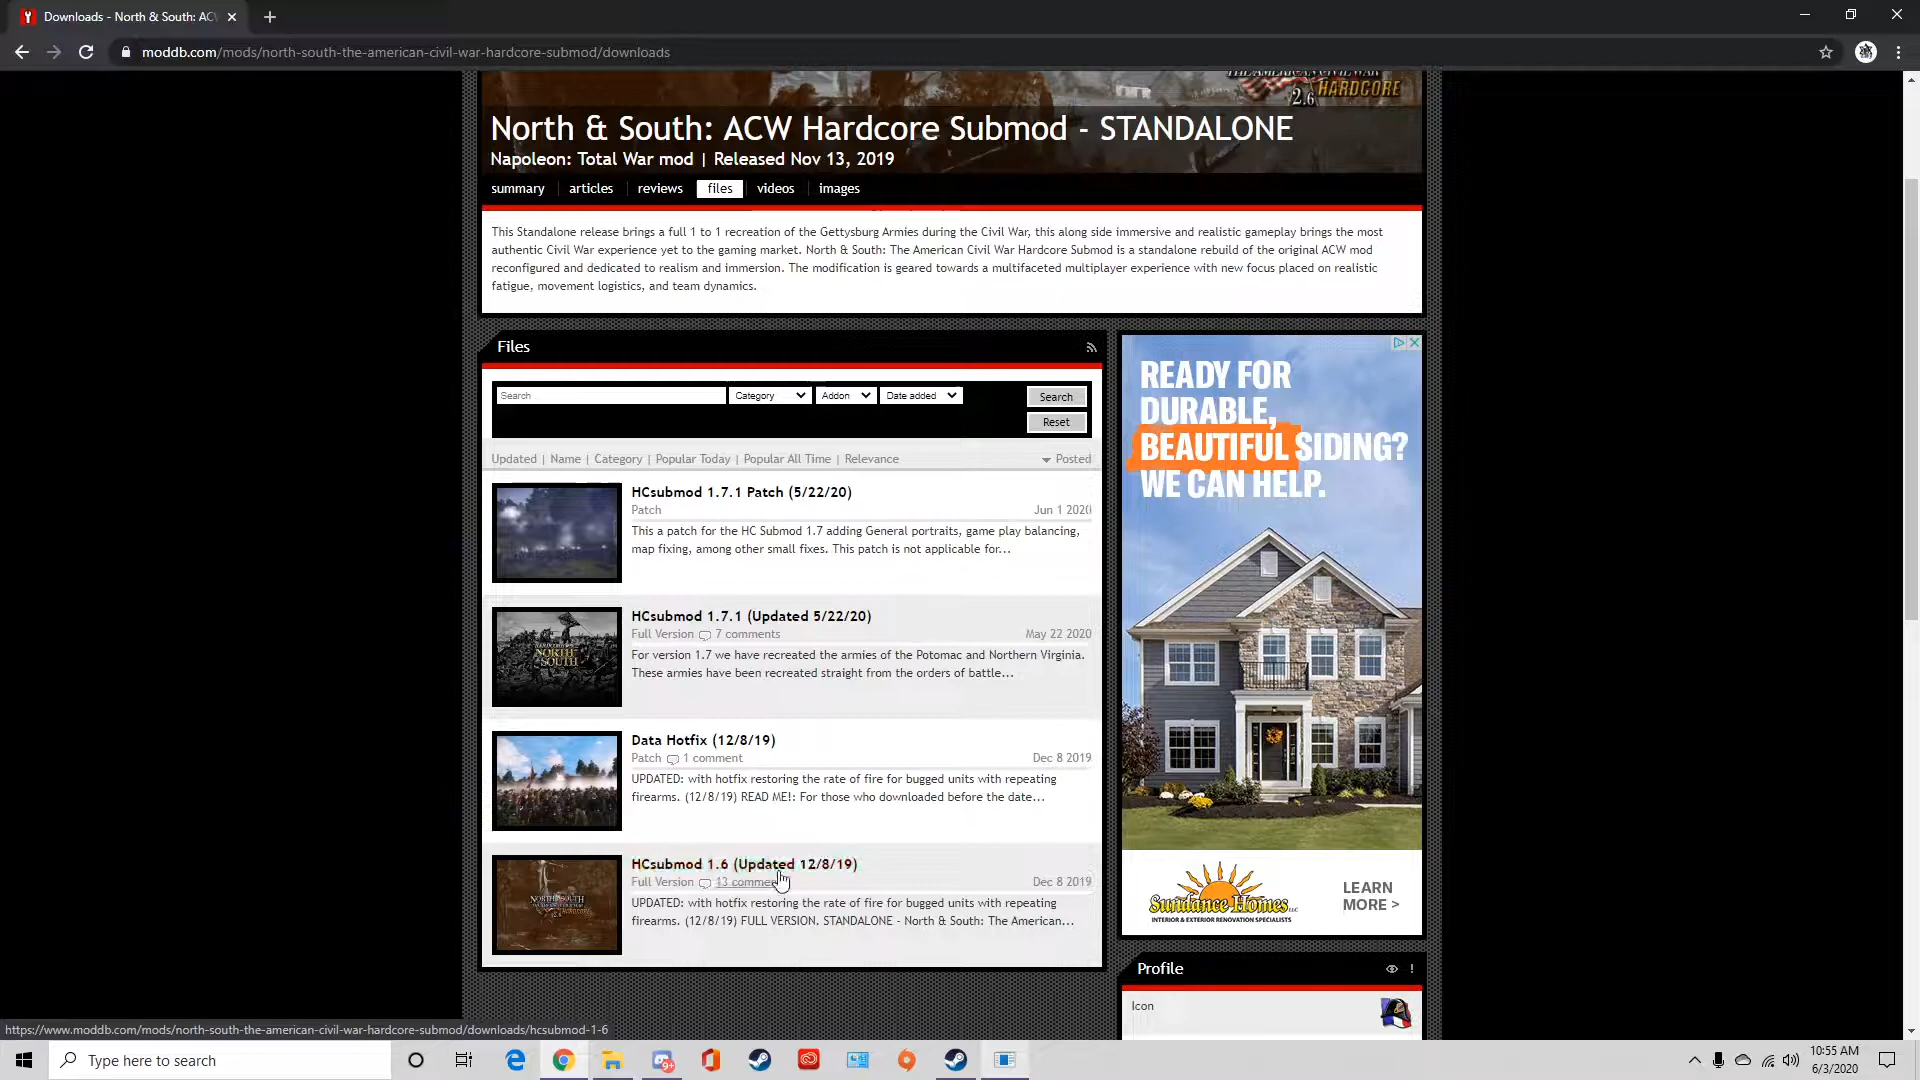 Downloads - North & South: AC
moddb.com/mods/north-south-the-american-civil-war-hardcore-submod/downloads
THE AMERICAN CIVIL WAR
2.6 HARDCORE
North & South: ACW Hardcore Submod - STANDALONE
Napoleon: Total War mod | Released Nov 13, 2019
summary articles reviews files videos images
This Standalone release brings a full 1 to 1 recreation of the Gettysburg Armies during the Civil War, this along side immersive and realistic gameplay brings the most
authentic Civil War experience yet to the gaming market. North & South: The American Civil War Hardcore Submod is a standalone rebuild of the original ACW mod
reconfigured and dedicated to realism and immersion. The modification is geared towards a multifaceted multiplayer experience with new focus placed on realistic
fatigue, movement logistics, and team dynamics.
Files
Search Category Addon Date added Search
Reset
Updated | Name | Category | Popular Today | Popular All Time | Relevance Posted
HCsubmod 1.7.1 Patch (5/22/20)
Patch Jun 1 2020
This a patch for the HC Submod 1.7 adding General portraits, game play balancing,
map fixing, among other small fixes. This patch is not applicable for...
HCsubmod 1.7.1 (Updated 5/22/20)
Full Version 7 comments May 22 2020
For version 1.7 we have recreated the armies of the Potomac and Northern Virginia.
These armies have been recreated straight from the orders of battle...
NORTH
SOUTH
Data Hotfix (12/8/19)
Patch 1 comment Dec 8 2019
UPDATED: with hotfix restoring the rate of fire for bugged units with repeating
firearms. (12/8/19) READ ME!: For those who downloaded before the date...
HCsubmod 1.6 (Updated 12/8/19)
Full Version 13 comme Dec 8 2019
UPDATED: with hotfix restoring the rate of fire for bugged units with repeating
firearms. (12/8/19) FULL VERSION. STANDALONE - North & South: The American...
NORTH SOUTH
READY FOR
DURABLE,
BEAUTIFUL SIDING?
WE CAN HELP.
Sundance Homes LLC
INTERIOR & EXTERIOR RENOVATION SPECIALISTS
LEARN
MORE >
Profile
Icon
https://www.moddb.com/mods/north-south-the-american-civil-war-hardcore-submod/downloads/hcsubmod-1-6
Type here to search
9+
10:55 AM
6/3/2020